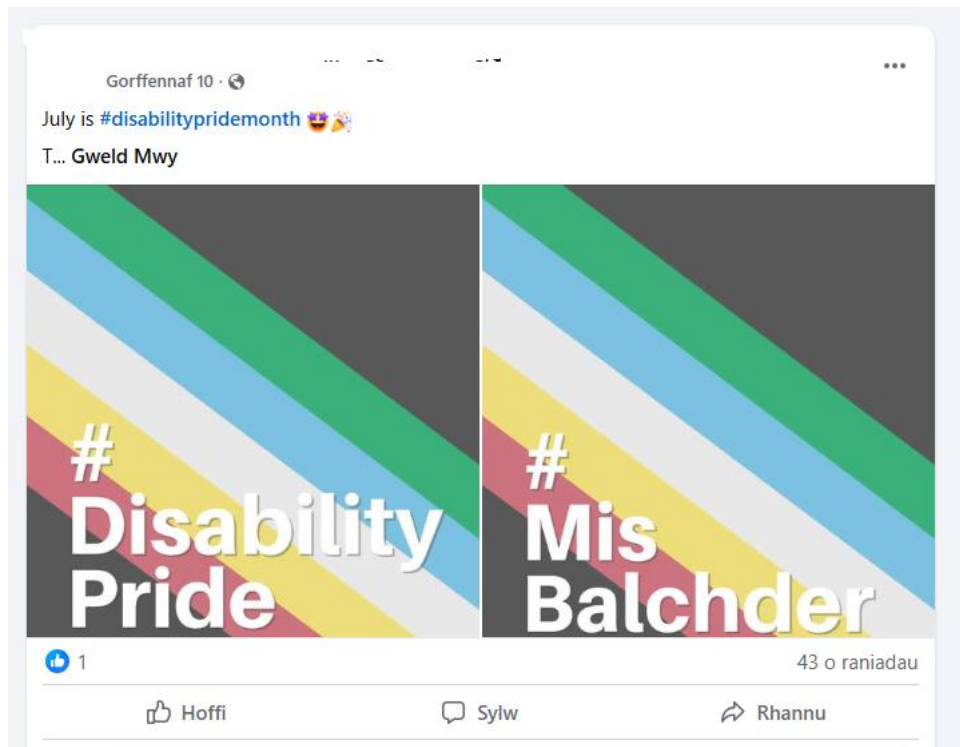 Gorffennaf 10 ·
July is #disabilitypridemonth 🤩🎉
T... Gweld Mwy
#
Disability
Pride
#
Mis
Balchder
1
43 o raniadau
Hoffi
Sylw
Rhannu